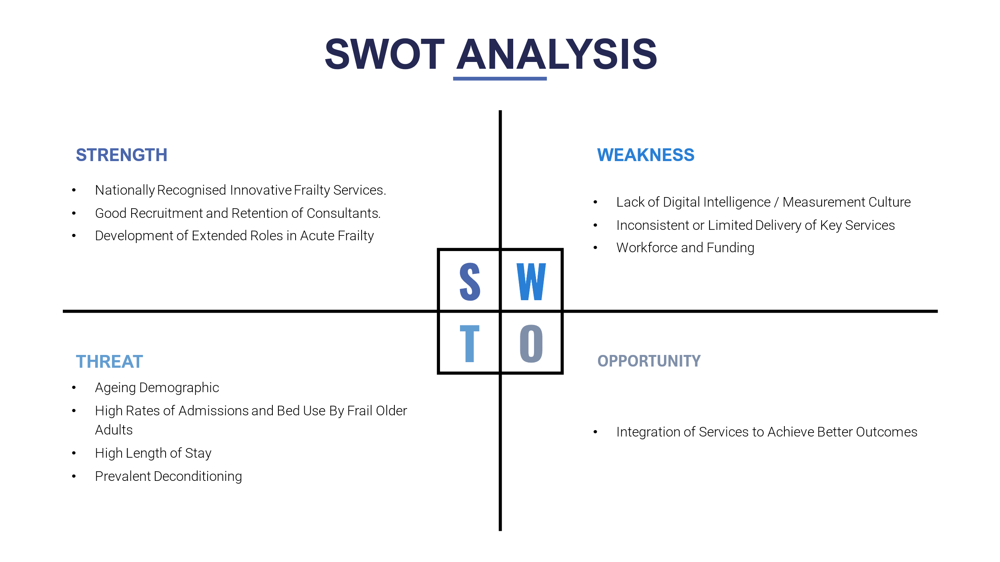 SWOT ANALYSIS
STRENGTH
• Nationally Recognised Innovative Frailty Services.
• Good Recruitment and Retention of Consultants.
• Development of Extended Roles in Acute Frailty
WEAKNESS
• Lack of Digital Intelligence / Measurement Culture
• Inconsistent or Limited Delivery of Key Services
• Workforce and Funding
S W
T O
THREAT
• Ageing Demographic
• High Rates of Admissions and Bed Use By Frail Older
Adults
• High Length of Stay
• Prevalent Deconditioning
OPPORTUNITY
• Integration of Services to Achieve Better Outcomes